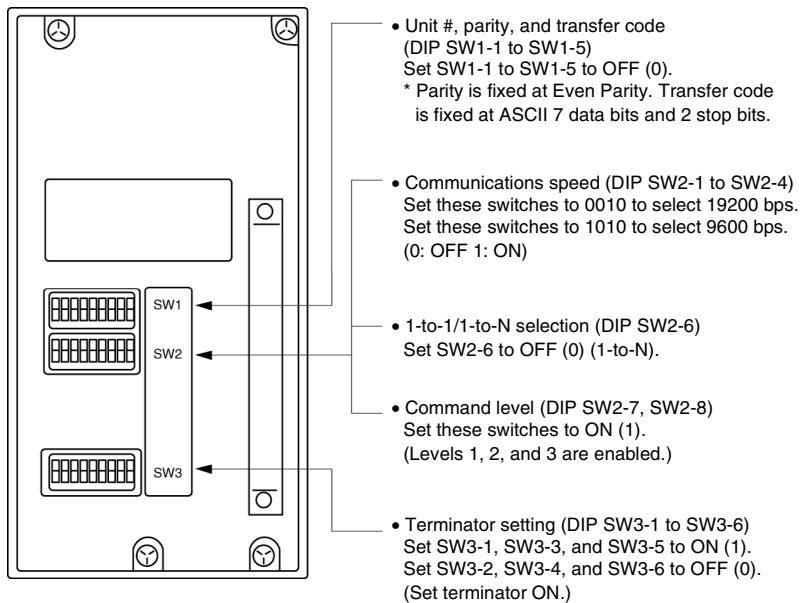 • Unit #, parity, and transfer code
(DIP SW1-1 to SW1-5)
Set SW1-1 to SW1-5 to OFF (0).
* Parity is fixed at Even Parity. Transfer code
is fixed at ASCII 7 data bits and 2 stop bits.
• Communications speed (DIP SW2-1 to SW2-4)
Set these switches to 0010 to select 19200 bps.
Set these switches to 1010 to select 9600 bps.
(0: OFF 1: ON)
SW1
• 1-to-1/1-to-N selection (DIP SW2-6)
Set SW2-6 to OFF (0) (1-to-N).
SW2
• Command level (DIP SW2-7, SW2-8)
Set these switches to ON (1).
(Levels 1, 2, and 3 are enabled.)
SW3
• Terminator setting (DIP SW3-1 to SW3-6)
Set SW3-1, SW3-3, and SW3-5 to ON (1).
Set SW3-2, SW3-4, and SW3-6 to OFF (0).
(Set terminator ON.)